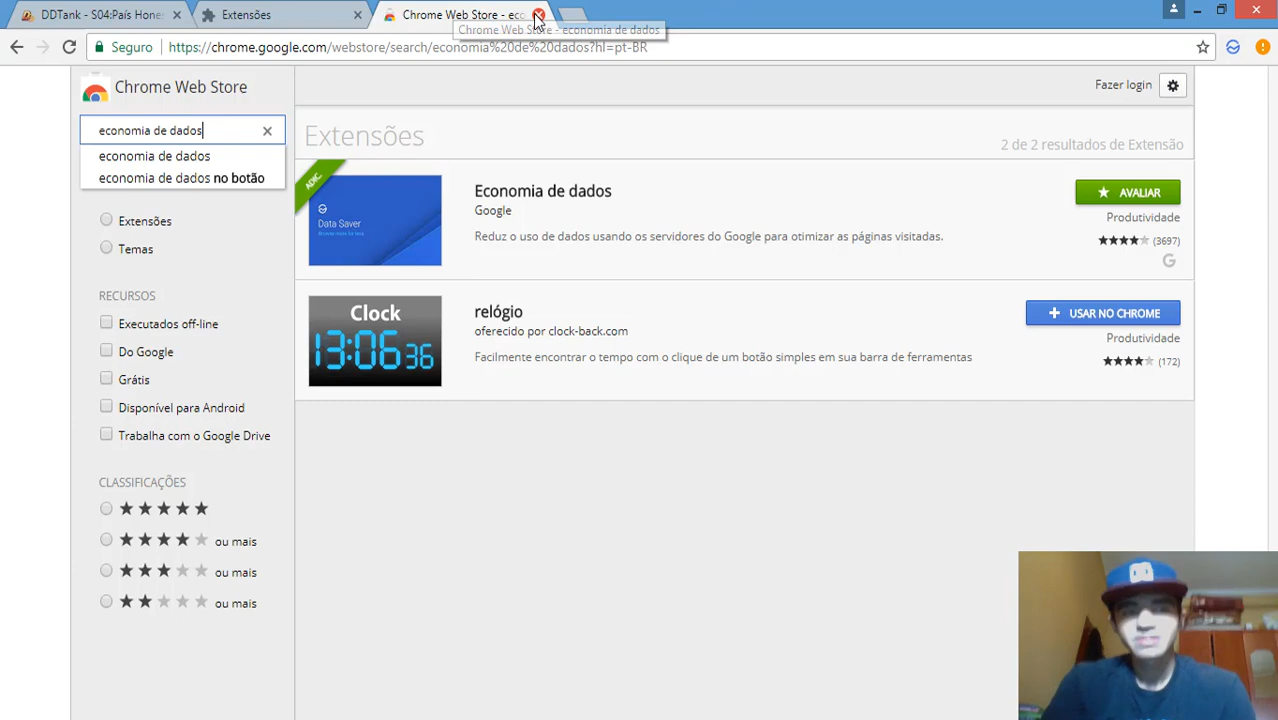 DDTank - S04:País Hone
Extensões
Chrome Web Store - eco
Chrome Web Store - economia de dados
Seguro
https://chrome.google.com/webstore/search/economia%20de%20dados?hl=pt-BR
Chrome Web Store
Fazer login
economia de dados
economia de dados
economia de dados no botão
Extensões
Temas
RECURSOS
Executados off-line
Do Google
Grátis
Disponível para Android
Trabalha com o Google Drive
CLASSIFICAÇÕES
ou mais
ou mais
ou mais
Extensões
2 de 2 resultados de Extensão
ADIC.
Data Saver
Economia de dados
Google
Reduz o uso de dados usando os servidores do Google para otimizar as páginas visitadas.
AVALIAR
Produtividade
(3697)
Clock
13:06 36
relógio
oferecido por clock-back.com
Facilmente encontrar o tempo com o clique de um botão simples em sua barra de ferramentas
USAR NO CHROME
Produtividade
(172)